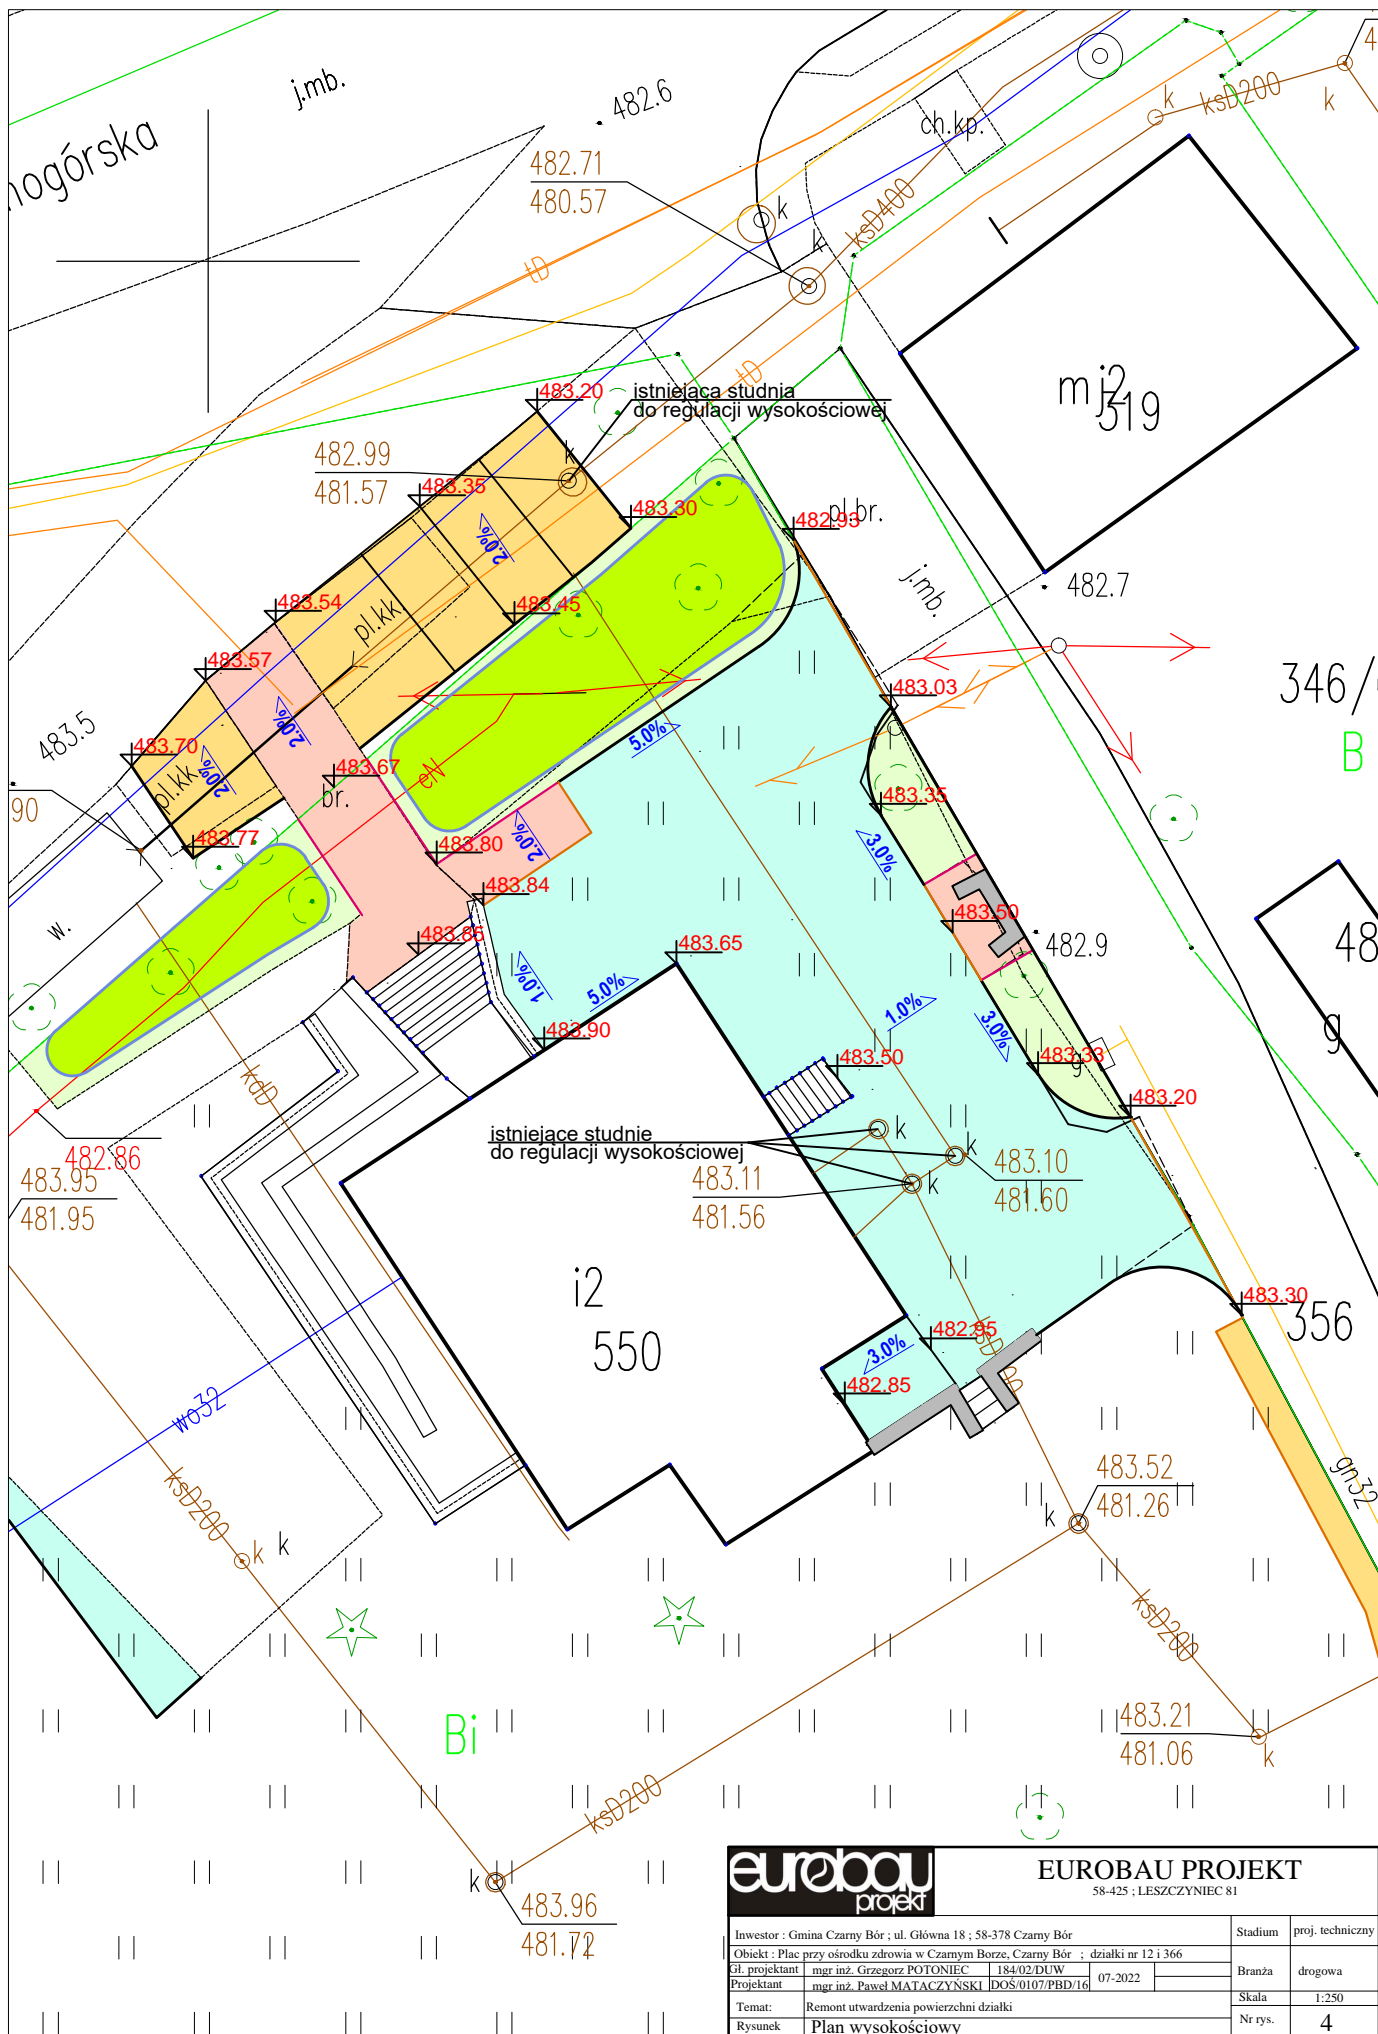 j.mb.
482.6
nogórska
482.71
480.57
k
k
ksD400
ch.kp.
k
ksD200
k
tD
tD
mj2
319
483.20
istniejąca studnia
do regulacji wysokościowej
k
482.99
481.57
483.35
483.30
2.0%
482.93
pl.br.
j.mb.
482.7
483.54
pl.kk.
483.45
483.57
483.5
483.70
2.0%
2.0%
pl.kk.
483.67
br.
eN
5.0%
483.03
346/
B
90
483.77
483.80
2.0%
483.84
483.35
3.0%
w.
483.85
483.65
483.50
482.9
48
1.0%
5.0%
483.90
1.0%
3.0%
483.50
483.33
g
g
483.20
kdD
482.86
483.95
481.95
istniejące studnie
do regulacji wysokościowej
k
k
k
483.11
481.56
483.10
481.60
i2
550
483.30
356
482.95
3.0%
482.85
wo32
ksD200
k
k
483.52
481.26
k
gn32
ksD200
Bi
483.21
481.06
k
ksD200
k
483.96
481.72
eurobau
projekt
EUROBAU PROJEKT
58-425 ; LESZCZYNIEC 81
Inwestor : Gmina Czarny Bór ; ul. Główna 18 ; 58-378 Czarny Bór
Stadium proj. techniczny
Obiekt : Plac przy ośrodku zdrowia w Czarnym Borze, Czarny Bór ; działki nr 12 i 366
Gł. projektant mgr inż. Grzegorz POTONIEC 184/02/DUW
07-2022
Branża drogowa
Projektant mgr inż. Paweł MATACZYŃSKI DOŚ/0107/PBD/16
Temat: Remont utwardzenia powierzchni działki
Skala 1:250
Rysunek Plan wysokościowy
Nr rys. 4